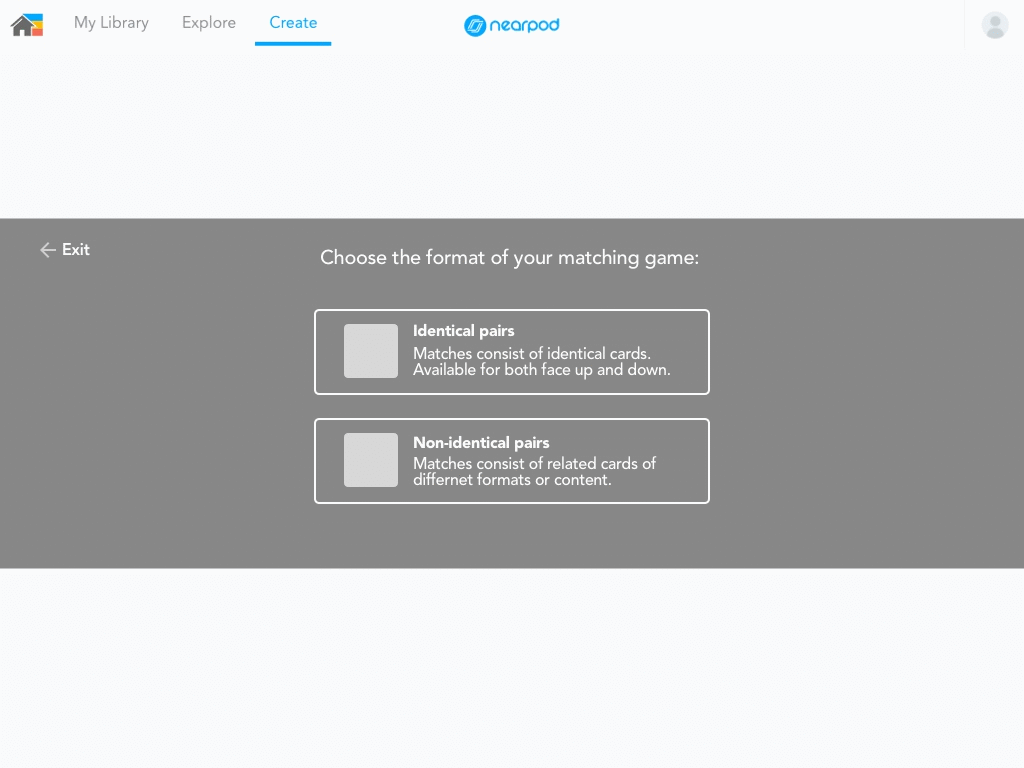 My Library Explore Create nearpod
Exit
Choose the format of your matching game:
Identical pairs
Matches consist of identical cards.
Available for both face up and down.
Non-identical pairs
Matches consist of related cards of
differnet formats or content.